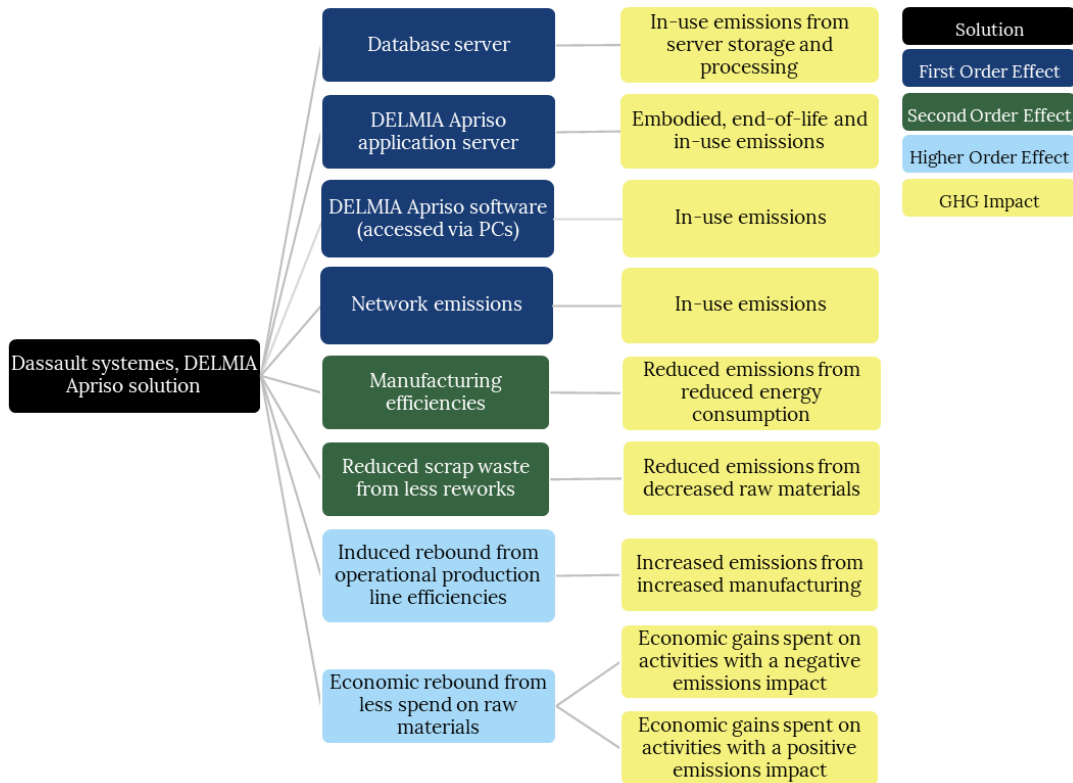 Database server
In-use emissions from
server storage and
processing
DELMIA Apriso
application server
Embodied, end-of-life and
in-use emissions
DELMIA Apriso software
(accessed via PCs)
In-use emissions
Network emissions
In-use emissions
Dassault systemes, DELMIA
Apriso solution
Manufacturing
efficiencies
Reduced emissions from
reduced energy
consumption
Reduced scrap waste
from less reworks
Reduced emissions from
decreased raw materials
Induced rebound from
operational production
line efficiencies
Increased emissions from
increased manufacturing
Economic rebound from
less spend on raw
materials
Economic gains spent on
activities with a negative
emissions impact
Economic gains spent on
activities with a positive
emissions impact
Solution
First Order Effect
Second Order Effect
Higher Order Effect
GHG Impact